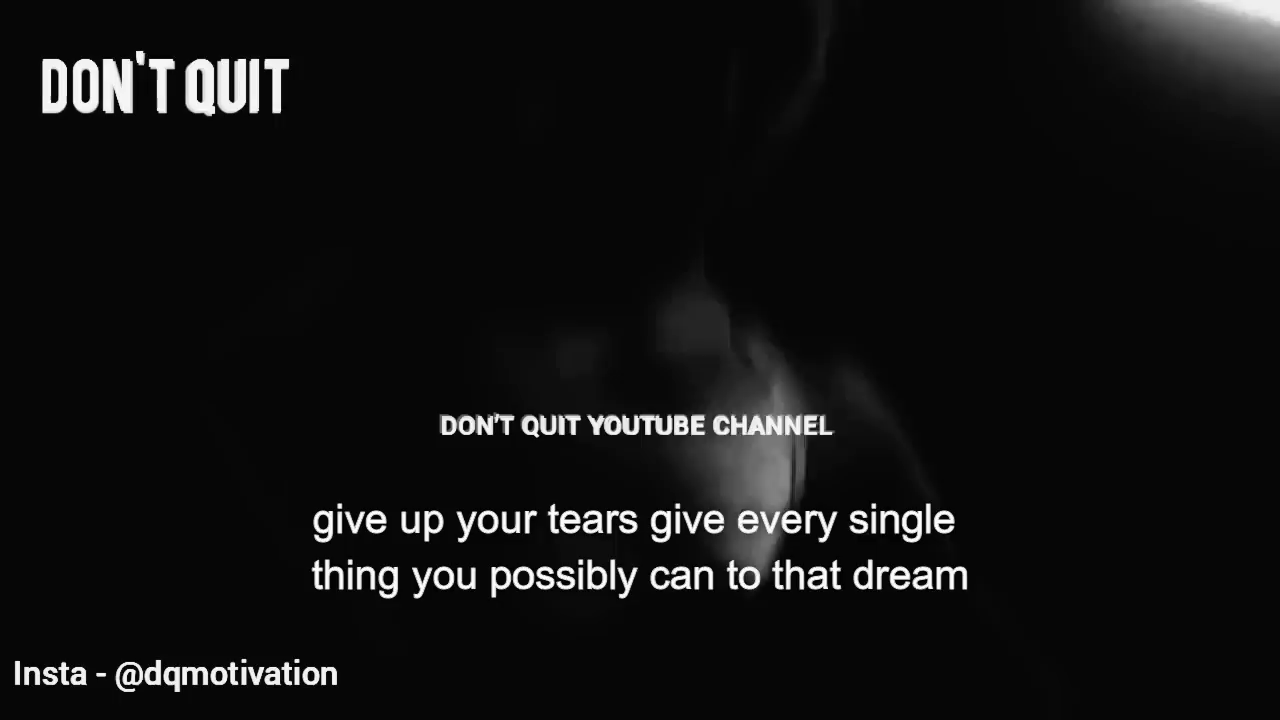 DON'T QUIT
DON'T QUIT YOUTUBE CHANNEL
give up your tears give every single
thing you possibly can to that dream
Insta - @dqmotivation